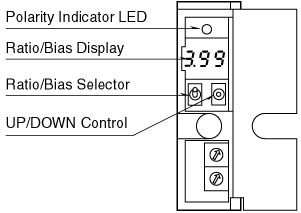 Polarity Indicator LED
Ratio/Bias Display
3.99
Ratio/Bias Selector
UP/DOWN Control